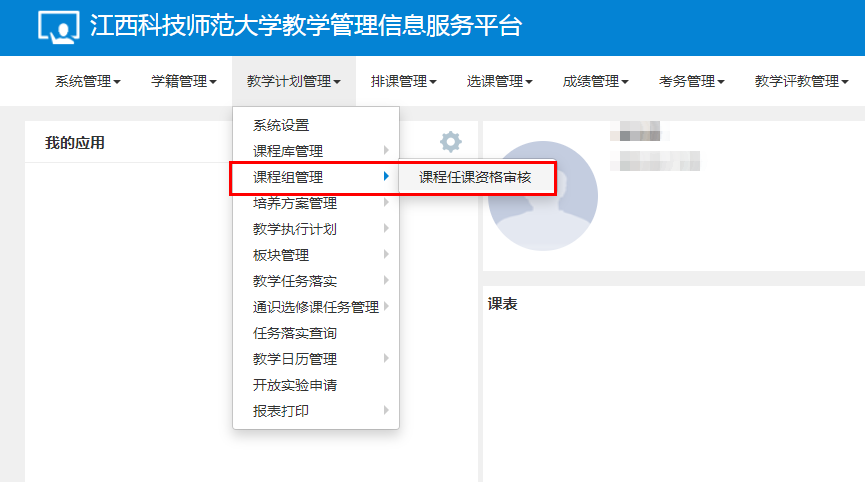 江西科技师范大学教学管理信息服务平台
系统管理 学籍管理 教学计划管理 排课管理 选课管理 成绩管理 考务管理 教学评教管理
我的应用
系统设置
课程库管理
课程组管理
课程任课资格审核
培养方案管理
教学执行计划
板块管理
教学任务落实
通识选修课任务管理
任务落实查询
教学日历管理
开放实验申请
报表打印
课表